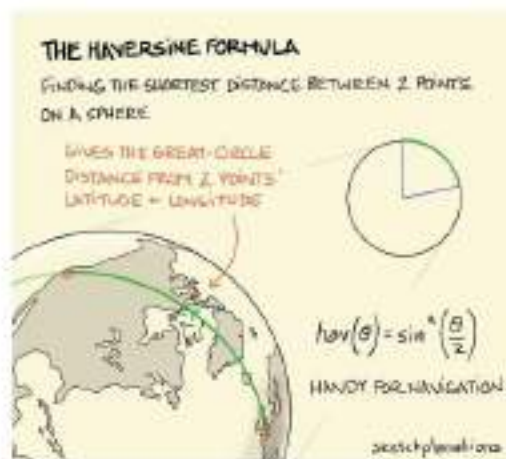 THE HAVERSINE FORMULA
FINDING THE SHORTEST DISTANCE BETWEEN 2 POINTS
ON A SPHERE
GIVES THE GREAT-CIRCLE
DISTANCE FROM 2 POINTS'
LATITUDE + LONGITUDE
hav(θ) = sin²(θ/2)
HANDY FOR NAVIGATION
sketchplanations